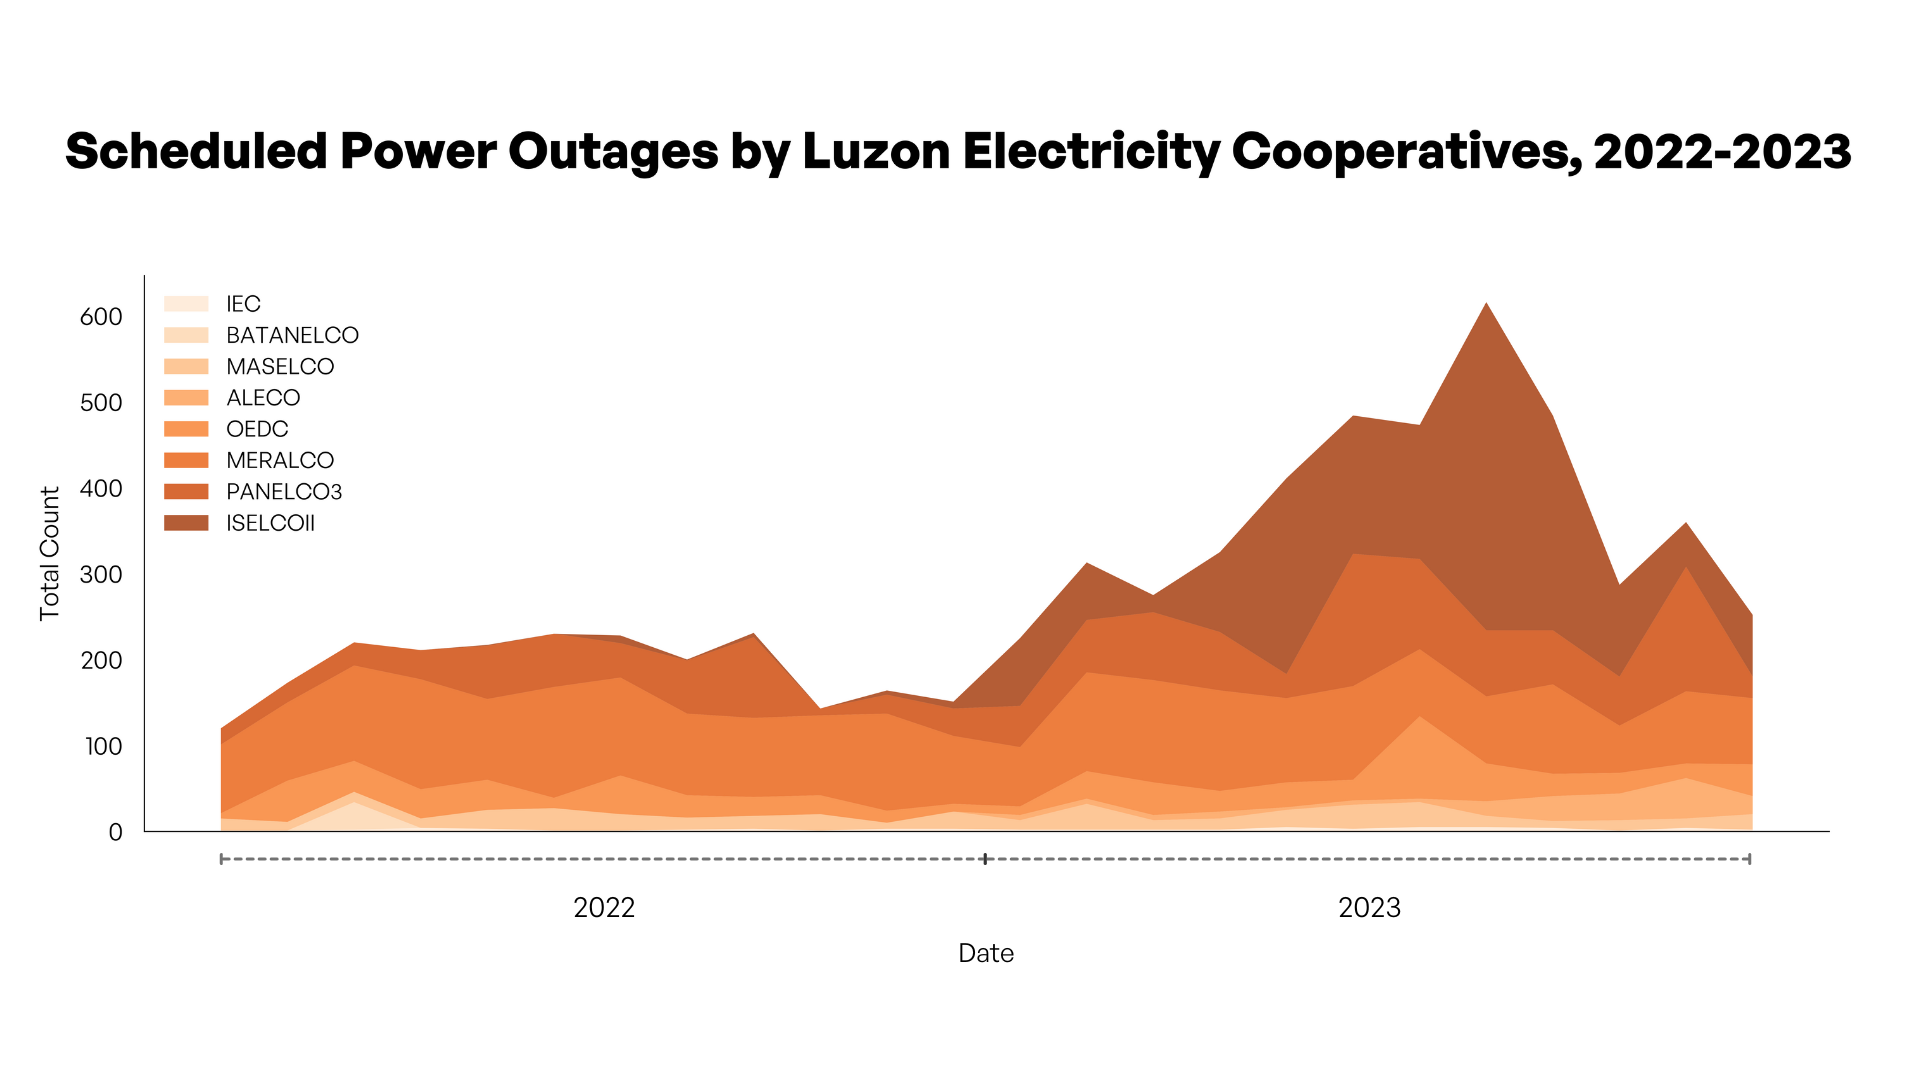 Scheduled Power Outages by Luzon Electricity Cooperatives, 2022-2023
IEC
BATANELCO
MASELCO
ALECO
OEDC
MERALCO
PANELCO3
ISELCOII
600
500
400
300
200
100
0
Total Count
2022
2023
Date